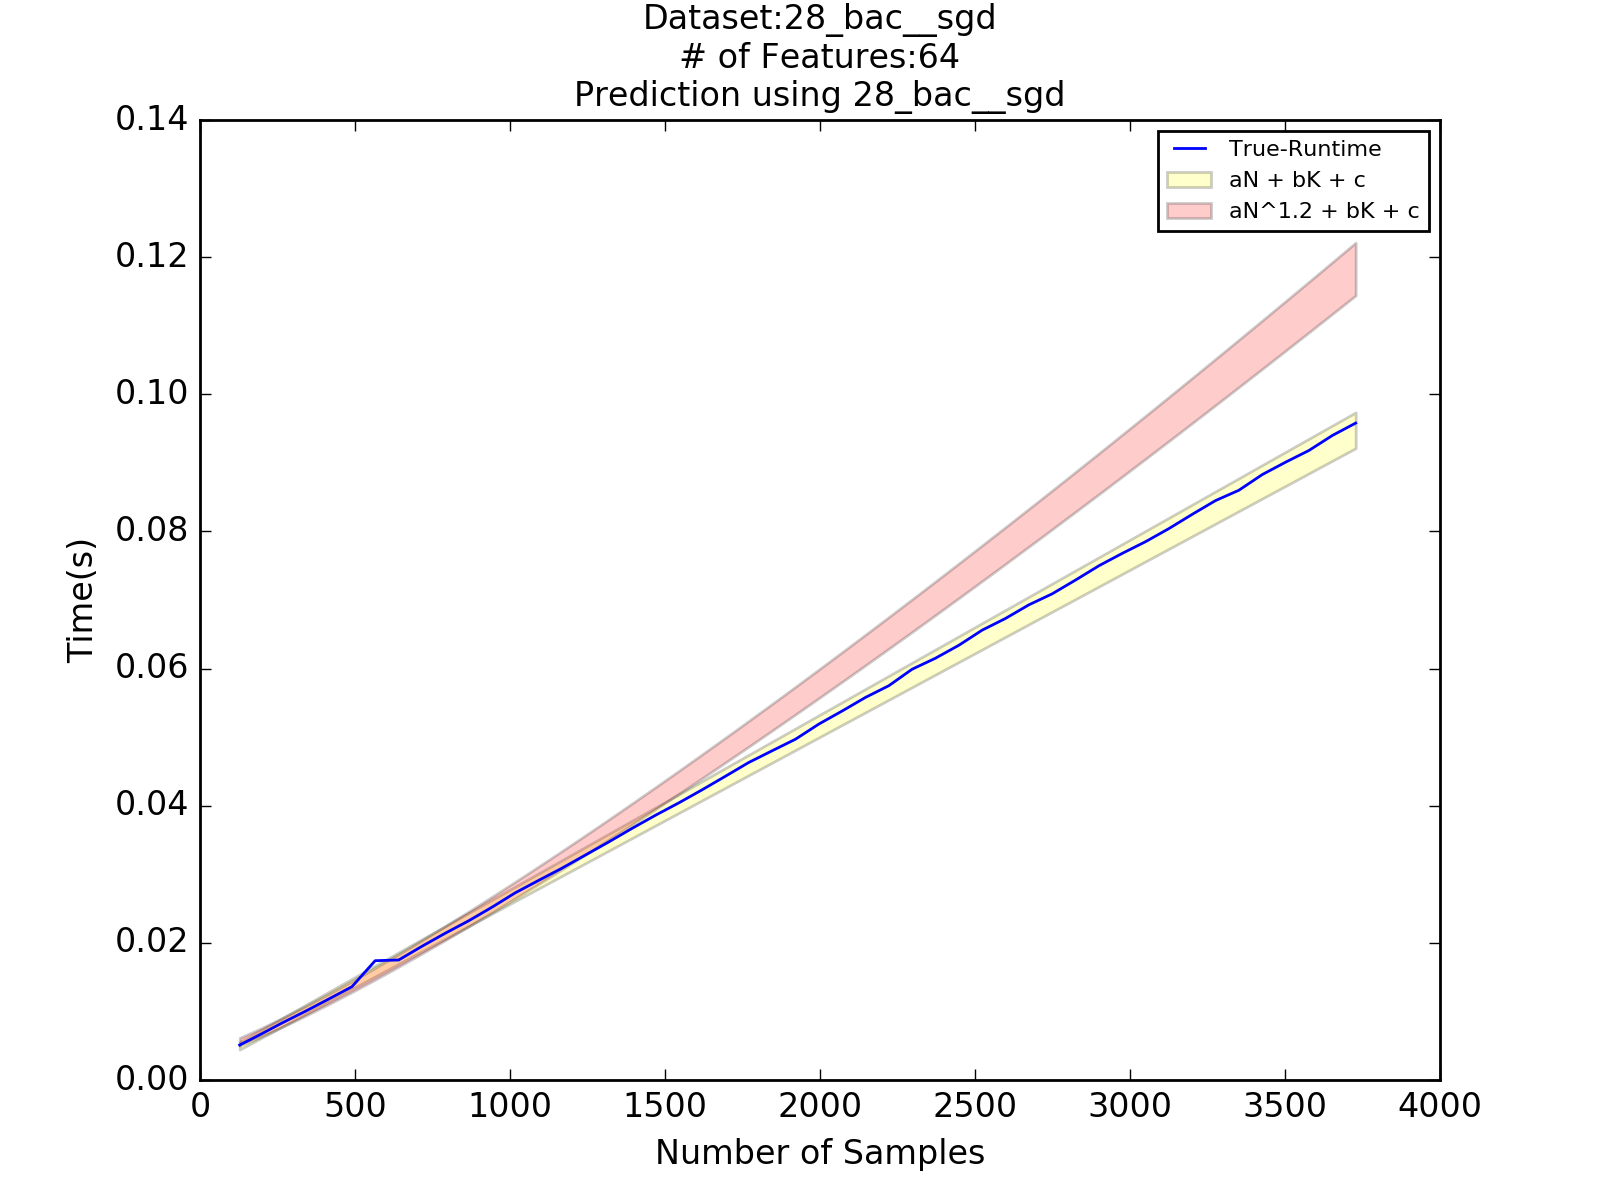 Dataset:28_bac__sgd
# of Features:64
Prediction using 28_bac__sgd
True-Runtime
aN + bK + c
aN^1.2 + bK + c
0.14
0.12
0.10
0.08
0.06
0.04
0.02
0.00
Time(s)
0 500 1000 1500 2000 2500 3000 3500 4000
Number of Samples